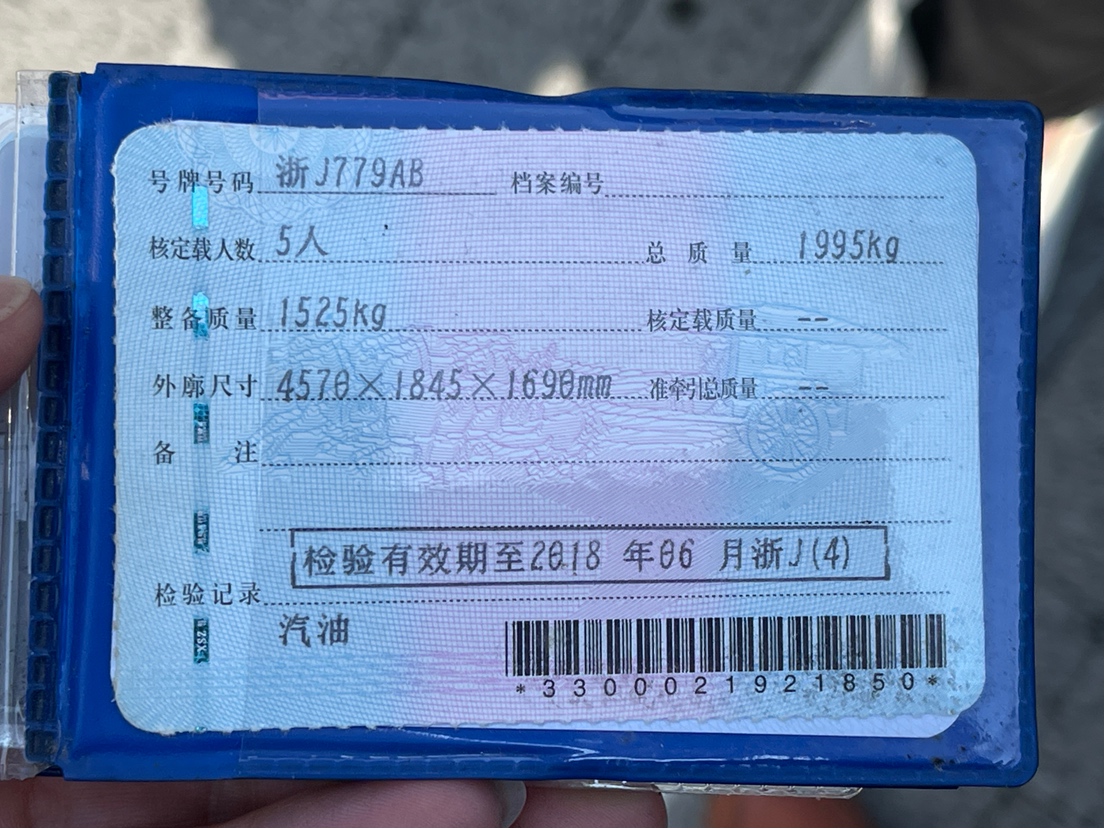 号牌号码 浙J779AB 档案编号
核定载人数 5人 总质量 1995kg
整备质量 1525kg 核定载质量 --
外廓尺寸 4570×1845×1690mm 准牵引总质量 --
备注
检验有效期至2018 年06 月浙J(4)
检验记录
汽油
*3300021921850*